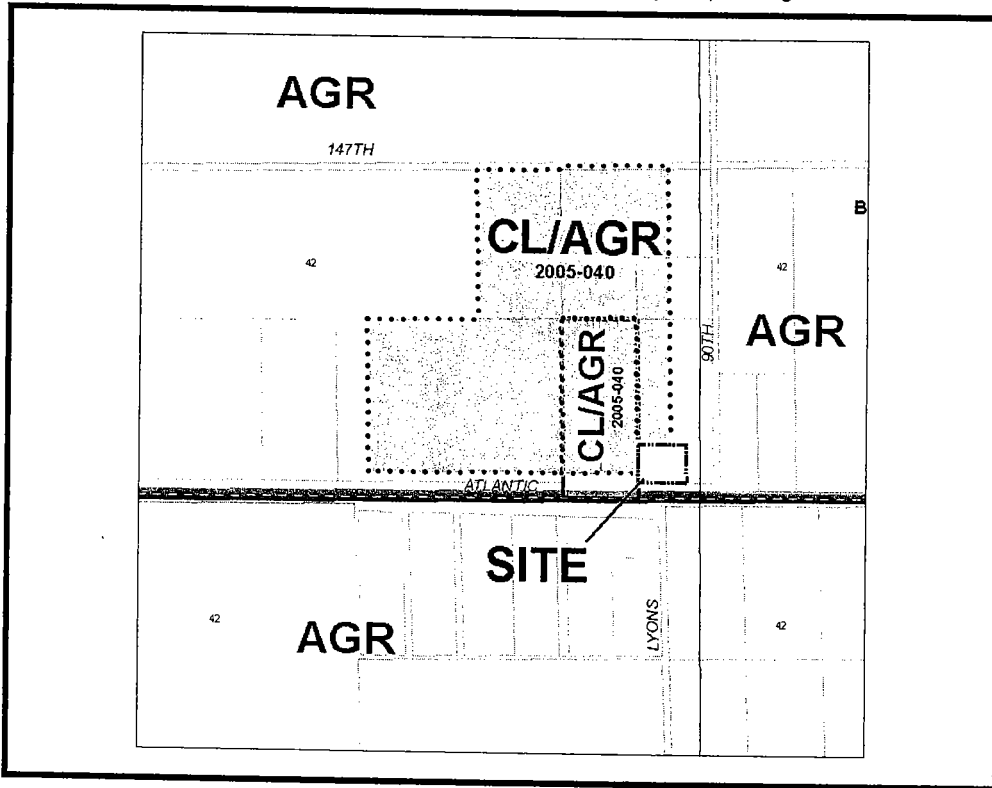 AGR
147TH
CL/AGR
2005-040
B
42
42
AGR
90TH
CL/AGR
2005-040
ATLANTIC
SITE
LYONS
42
AGR
42